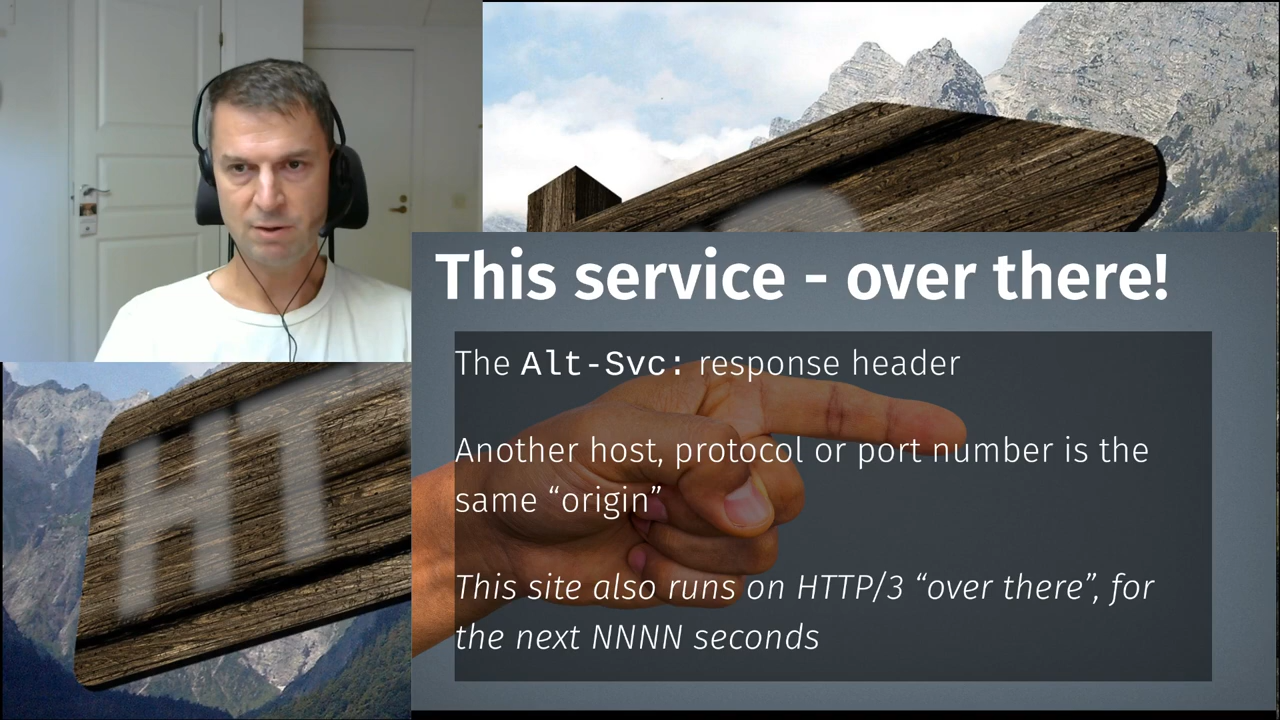 HT
This service - over there!
The Alt-Svc: response header
Another host, protocol or port number is the
same “origin”
This site also runs on HTTP/3 “over there”, for
the next NNNN seconds